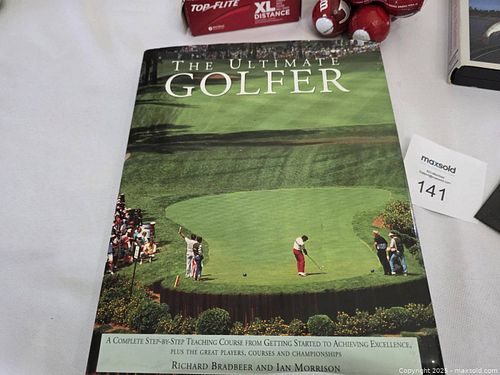 TOP-FLITE
XL
DISTANCE
THE ULTIMATE
GOLFER
maxsold
141
A COMPLETE STEP-BY-STEP TEACHING COURSE FROM GETTING STARTED TO ACHIEVING EXCELLENCE,
PLUS THE GREAT PLAYERS, COURSES AND CHAMPIONSHIPS
RICHARD BRADBEER AND IAN MORRISON
Copyright 2025 - maxsold.com